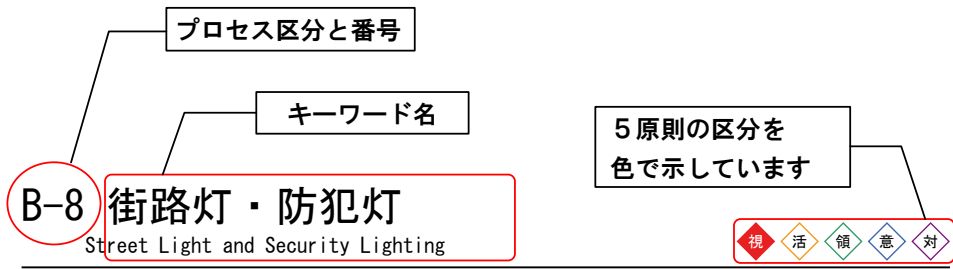 プロセス区分と番号
キーワード名
５原則の区分を
色で示しています
B-8 街路灯・防犯灯
Street Light and Security Lighting
視 活 領 意 対